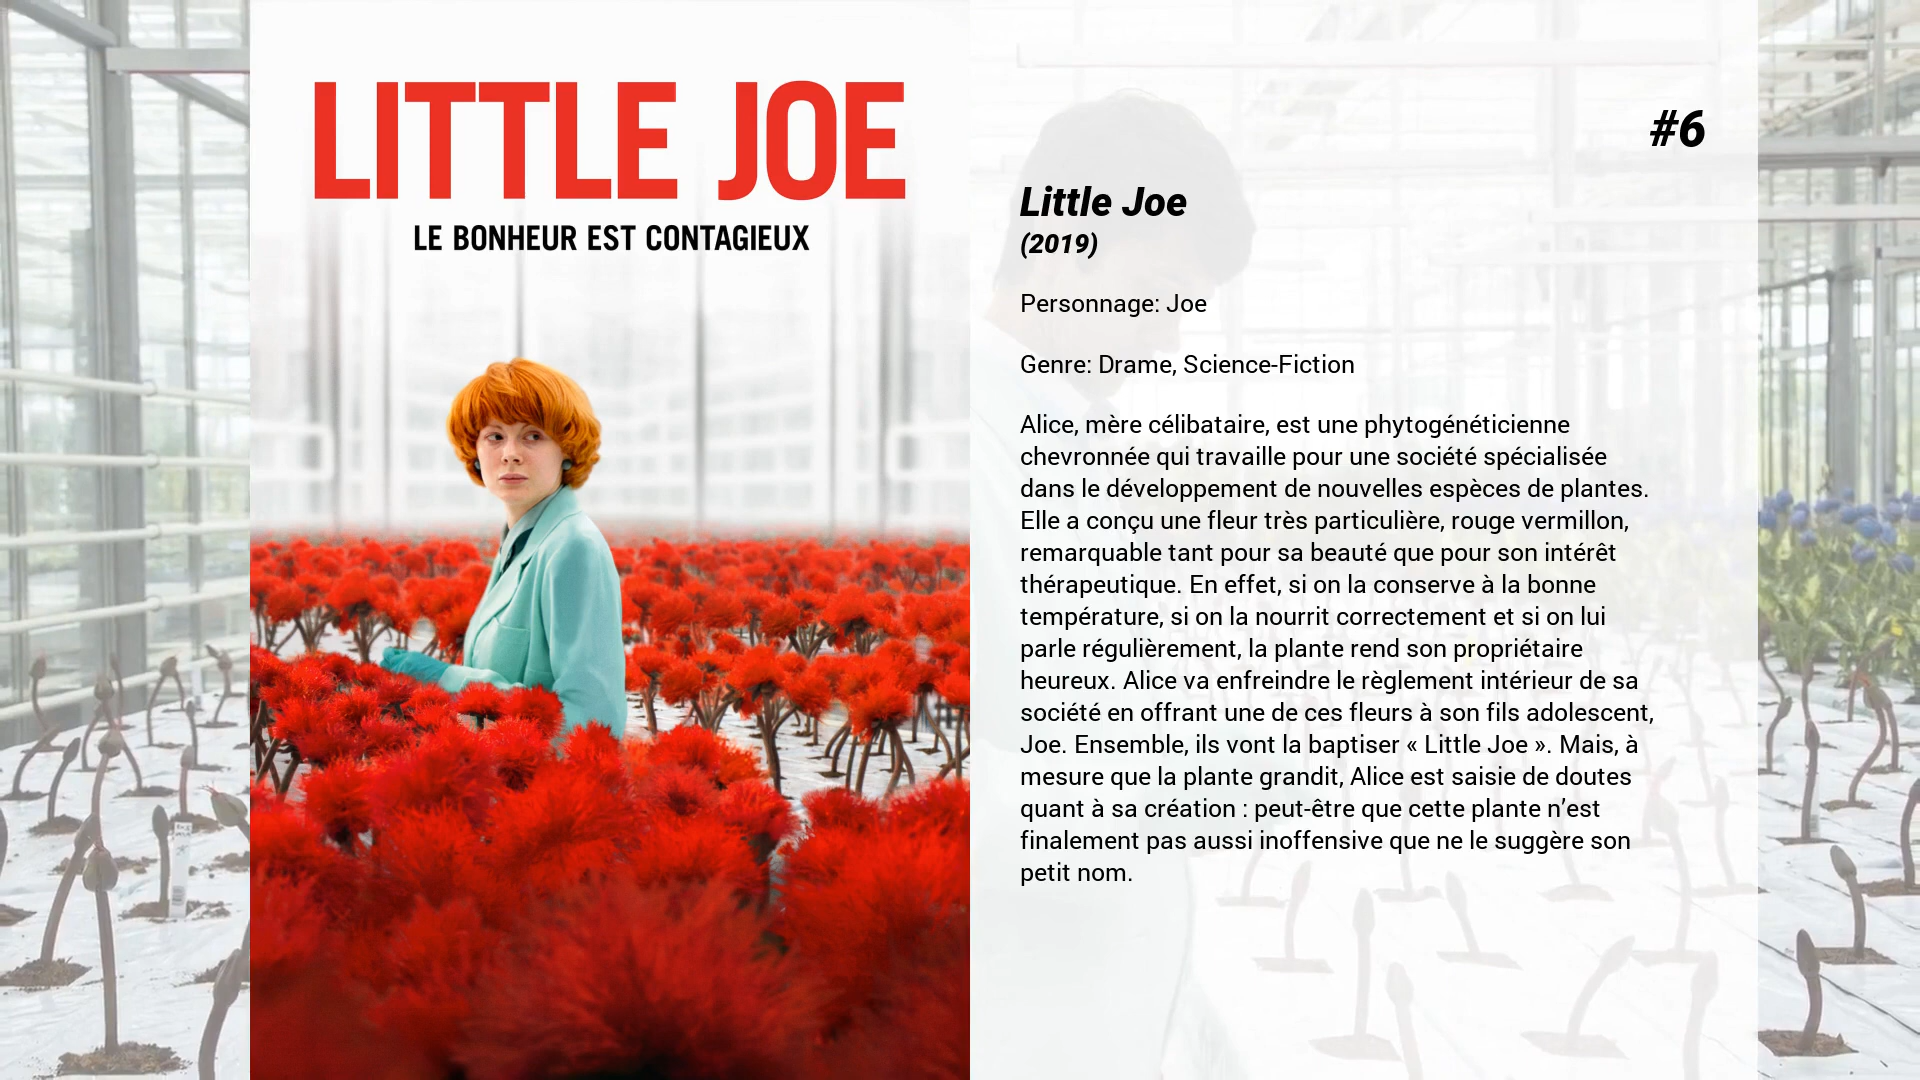 LITTLE JOE
LE BONHEUR EST CONTAGIEUX
#6
Little Joe
(2019)
Personnage: Joe
Genre: Drame, Science-Fiction
Alice, mère célibataire, est une phytogénéticienne
chevronnée qui travaille pour une société spécialisée
dans le développement de nouvelles espèces de plantes.
Elle a conçu une fleur très particulière, rouge vermillon,
remarquable tant pour sa beauté que pour son intérêt
thérapeutique. En effet, si on la conserve à la bonne
température, si on la nourrit correctement et si on lui
parle régulièrement, la plante rend son propriétaire
heureux. Alice va enfreindre le règlement intérieur de sa
société en offrant une de ces fleurs à son fils adolescent,
Joe. Ensemble, ils vont la baptiser « Little Joe ». Mais, à
mesure que la plante grandit, Alice est saisie de doutes
quant à sa création : peut-être que cette plante n’est
finalement pas aussi inoffensive que ne le suggère son
petit nom.